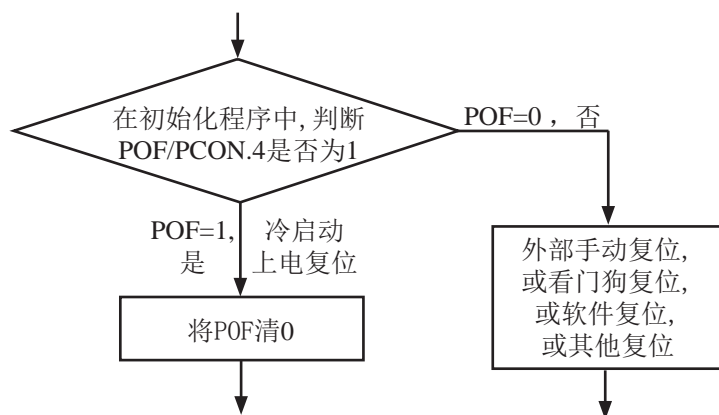 在初始化程序中,判断
POF/PCON.4是否为1
POF=0 ，否
POF=1,
是
冷启动
上电复位
将POF清0
外部手动复位,
或看门狗复位,
或软件复位,
或其他复位